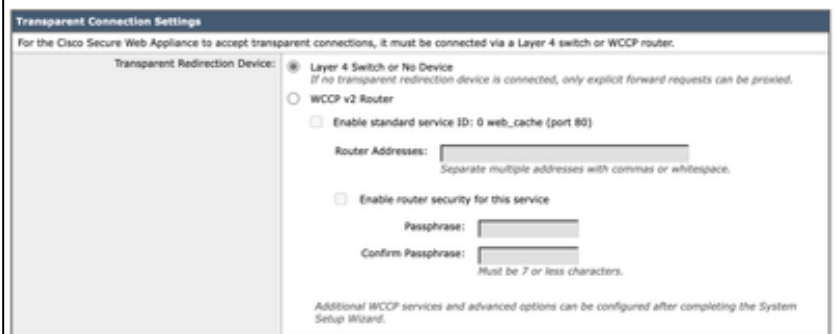 Transparent Connection Settings
For the Cisco Secure Web Appliance to accept transparent connections, it must be connected via a Layer 4 switch or WCCP router.
Transparent Redirection Device:
Layer 4 Switch or No Device
If no transparent redirection device is connected, only explicit forward requests can be proxied.
WCCP v2 Router
Enable standard service ID: 0 web_cache (port 80)
Router Addresses:
Separate multiple addresses with commas or whitespace.
Enable router security for this service
Passphrase:
Confirm Passphrase:
Must be 7 or less characters.
Additional WCCP services and advanced options can be configured after completing the System
Setup Wizard.